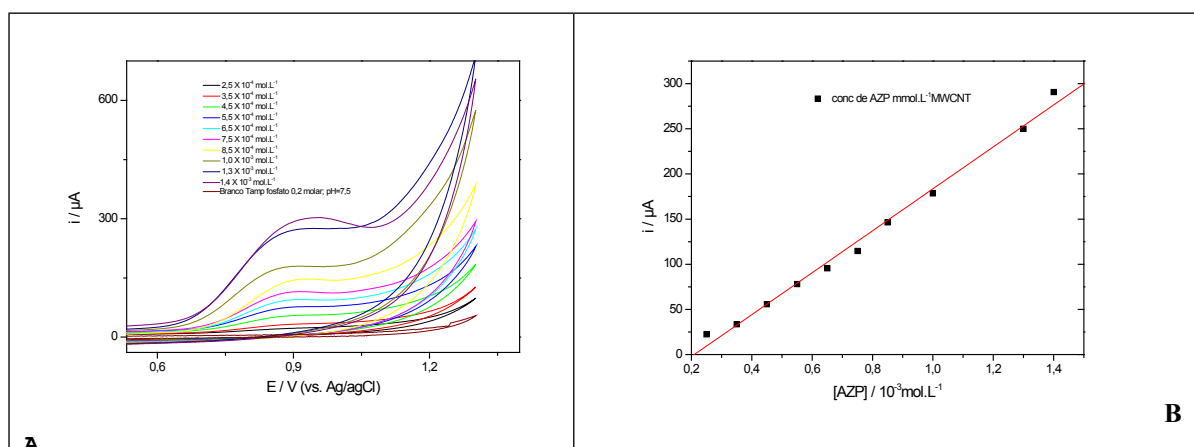 600
300
0
0,6
0,9
1,2
i / µA
E / V (vs. Ag/agCl)
2,5 X 10⁻⁴ mol.L⁻¹
3,5 X 10⁻⁴ mol.L⁻¹
4,5 X 10⁻⁴ mol.L⁻¹
5,5 X 10⁻⁴ mol.L⁻¹
6,5 X 10⁻⁴ mol.L⁻¹
7,5 X 10⁻⁴ mol.L⁻¹
8,5 X 10⁻⁴ mol.L⁻¹
1,0 X 10⁻³ mol.L⁻¹
1,3 X 10⁻³ mol.L⁻¹
1,4 X 10⁻³ mol.L⁻¹
Branco Tamp fosfato 0,2 molar; pH=7,5
A
300
250
200
150
100
50
0
0,2
0,4
0,6
0,8
1,0
1,2
1,4
i / µA
[AZP] / 10⁻³mol.L⁻¹
conc de AZP mmol.L⁻¹MWCNT
B